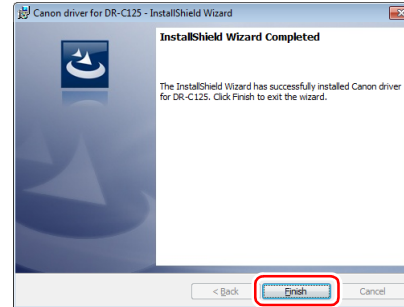 Canon driver for DR-C125 - InstallShield Wizard
InstallShield Wizard Completed
The InstallShield Wizard has successfully installed Canon driver
for DR-C125. Click Finish to exit the wizard.
< Back
Finish
Cancel